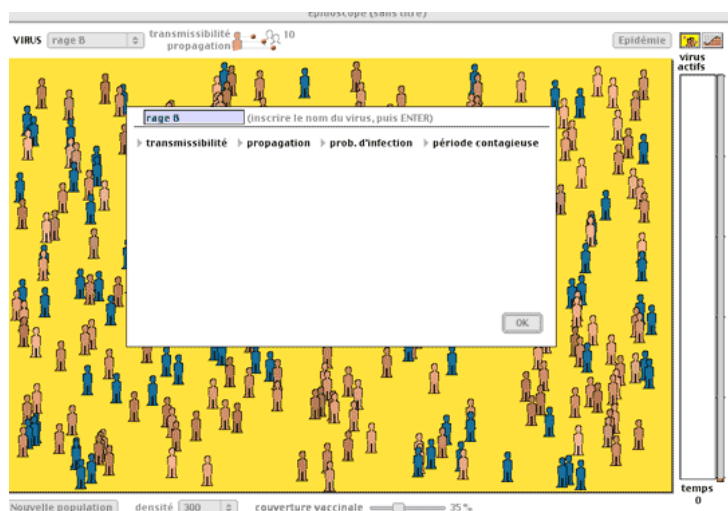 Epidoscope (sans titre)
VIRUS rage B transmissibilité 10
propagation
Epidémie
virus
actifs
rage B (inscrire le nom du virus, puis ENTER)
transmissibilité propagation prob. d'infection période contagieuse
OK
temps
0
Nouvelle population densité 300 couverture vaccinale 35 %